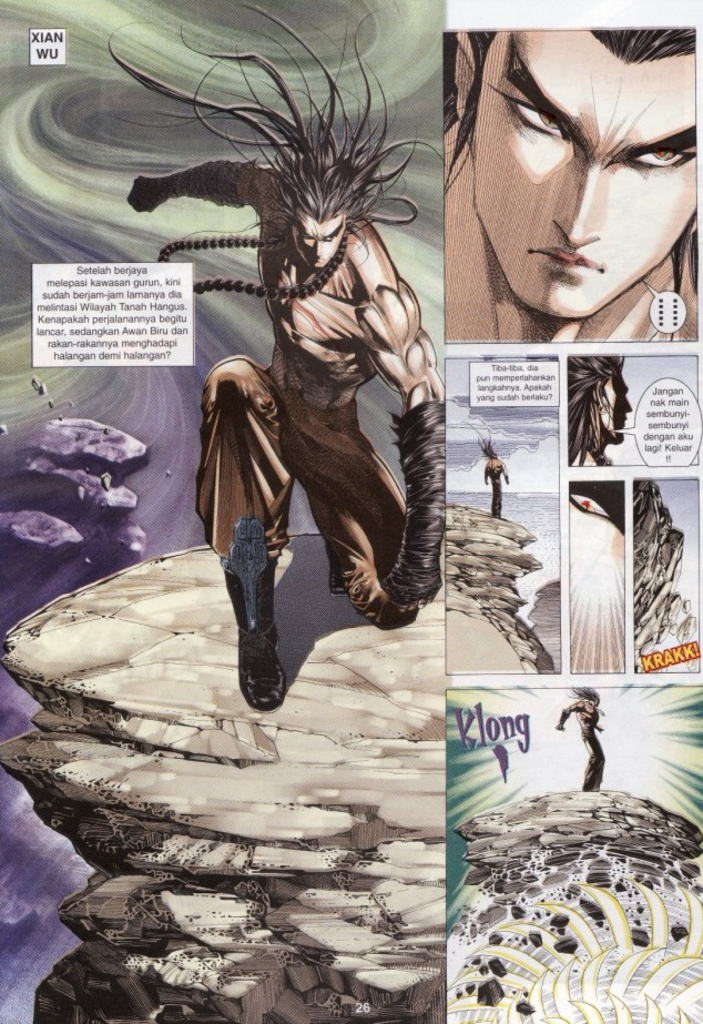 XIAN
WU
Setelah berjaya
melepasi kawasan gurun, kini
sudah berjam-jam lamanya dia
melintasi Wilayah Tanah Hangus.
Kenapakah perjalanannya begitu
lancar, sedangkan Awan Biru dan
rakan-rakannya menghadapi
halangan demi halangan?
Tiba-tiba, dia
pun memperlahankan
langkahnya. Apakah
yang sudah berlaku?
Jangan
nak main
sembunyi-
sembunyi
dengan aku
lagi! Keluar
!!
KRAKK!
Klong
26